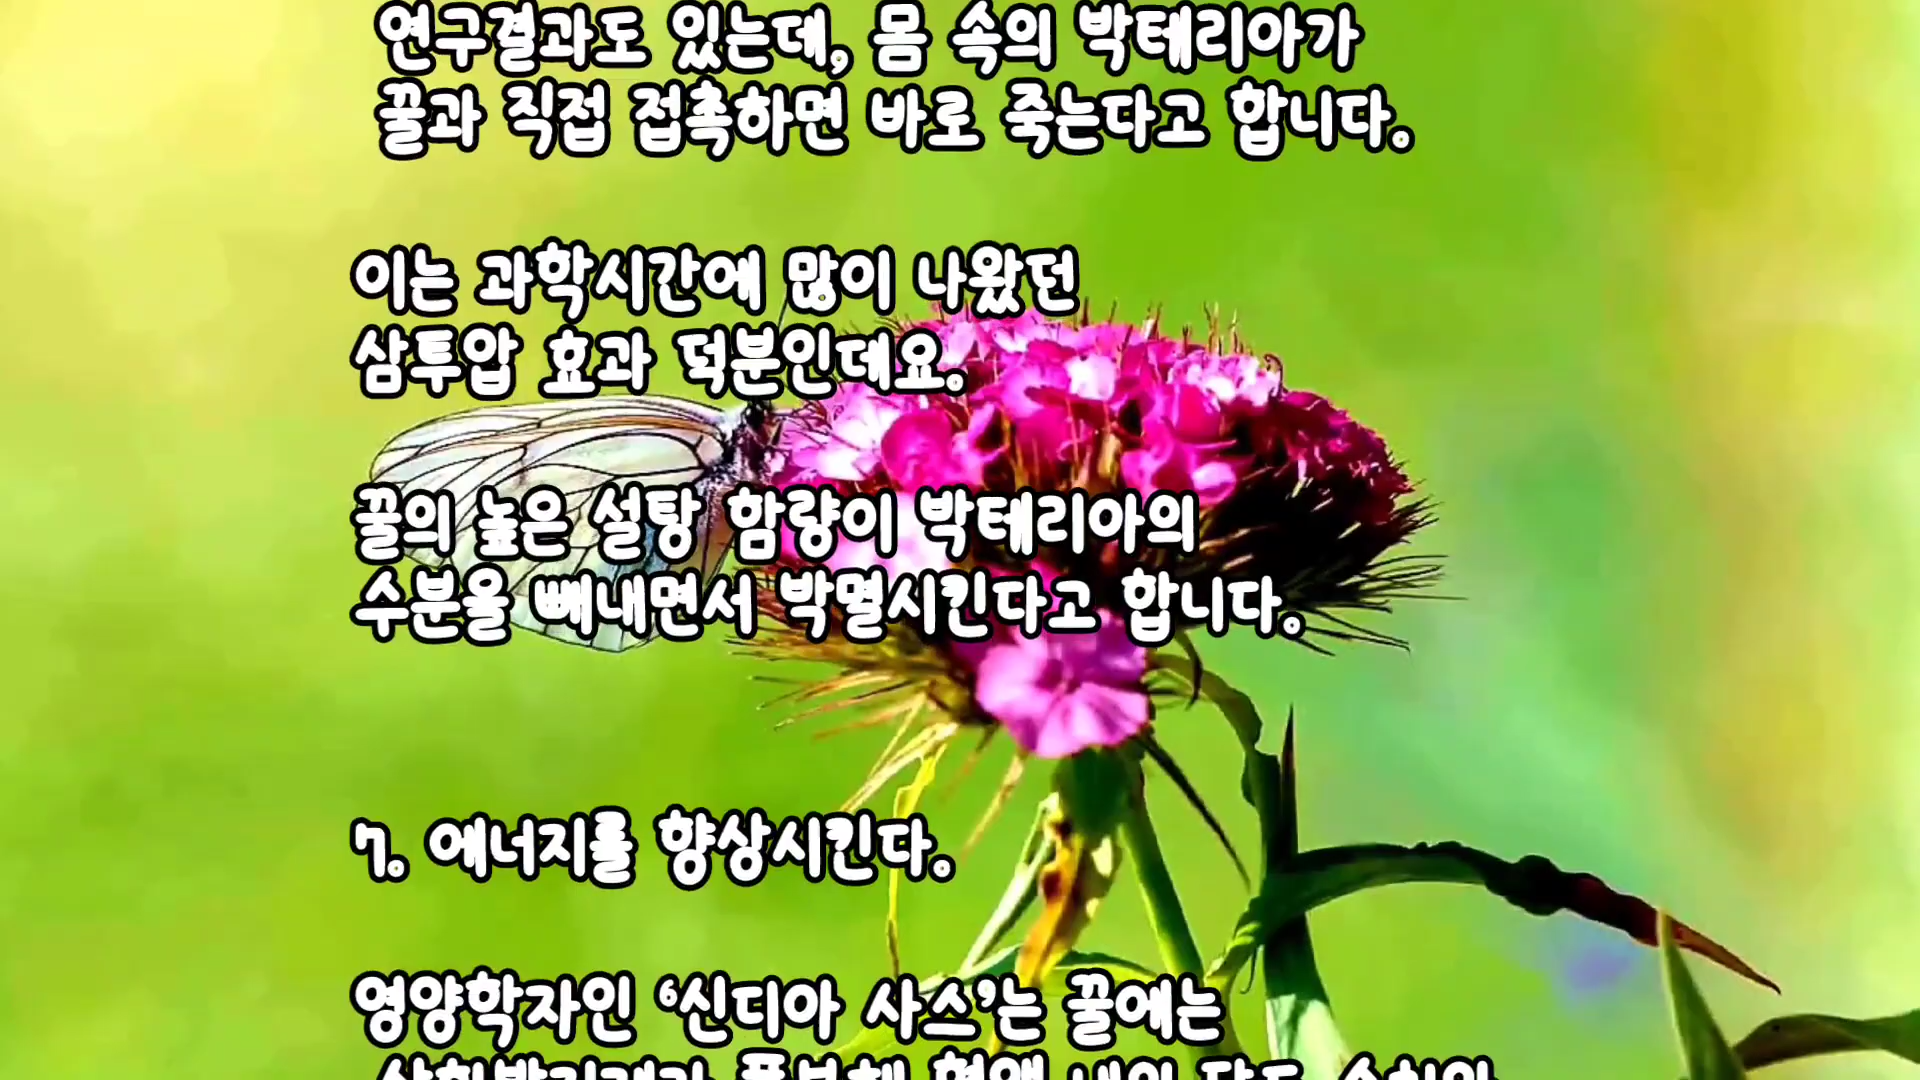 연구결과도 있는데, 몸 속의 박테리아가
꿀과 직접 접촉하면 바로 죽는다고 합니다.
이는 과학시간에 많이 나왔던
삼투압 효과 덕분인데요.
꿀의 높은 설탕 함량이 박테리아의
수분을 빼내면서 박멸시킨다고 합니다.
7. 에너지를 향상시킨다.
영양학자인 ‘신디아 사스’는 꿀에는